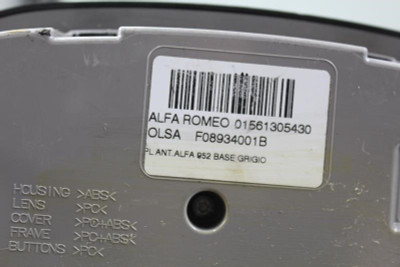 ALFA ROMEO 01561305430
OLSA F08934001B
PL.ANT.ALFA 952 BASE GRIGIO
HOUSING >ABS<
LENS >PC<
COVER >PC+ABS<
FRAVE >PC+ABS<
BUTTONS >PC<